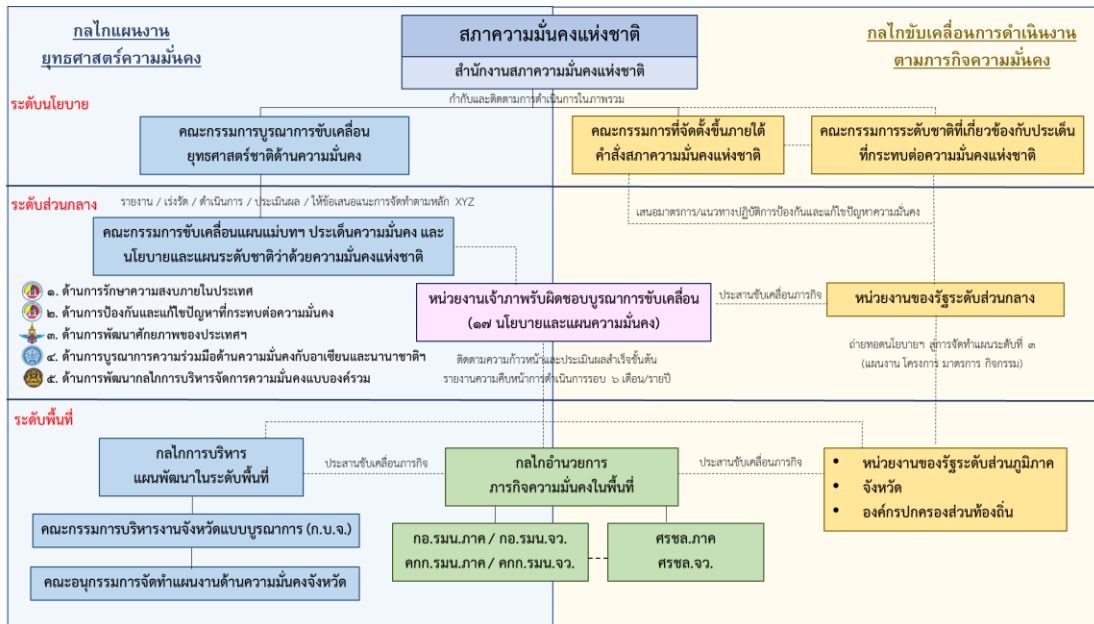 กลไกแผนงาน
ยุทธศาสตร์ความมั่นคง
สภาความมั่นคงแห่งชาติ
สำนักงานสภาความมั่นคงแห่งชาติ
กลไกขับเคลื่อนการดำเนินงาน
ตามภารกิจความมั่นคง
ระดับนโยบาย
กำกับและติดตามการดำเนินการในภาพรวม
คณะกรรมการบูรณาการขับเคลื่อน
ยุทธศาสตร์ชาติด้านความมั่นคง
คณะกรรมการที่จัดตั้งขึ้นภายใต้
คำสั่งสภาความมั่นคงแห่งชาติ
คณะกรรมการระดับชาติที่เกี่ยวข้องกับประเด็น
ที่กระทบต่อความมั่นคงแห่งชาติ
ระดับส่วนกลาง
รายงาน / เร่งรัด / ดำเนินการ / ประเมินผล / ให้ข้อเสนอแนะการจัดทำตามหลัก XYZ
เสนอมาตรการ/แนวทางปฏิบัติการป้องกันและแก้ไขปัญหาความมั่นคง
คณะกรรมการขับเคลื่อนแผนแม่บทฯ ประเด็นความมั่นคง และ
นโยบายและแผนระดับชาติว่าด้วยความมั่นคงแห่งชาติ
๑. ด้านการรักษาความสงบภายในประเทศ
๒. ด้านการป้องกันและแก้ไขปัญหาที่กระทบต่อความมั่นคง
๓. ด้านการพัฒนาศักยภาพของประเทศฯ
๔. ด้านการบูรณาการความร่วมมือด้านความมั่นคงกับอาเซียนและนานาชาติฯ
๕. ด้านการพัฒนากลไกการบริหารจัดการความมั่นคงแบบองค์รวม
หน่วยงานเจ้าภาพรับผิดชอบบูรณาการขับเคลื่อน
(๑๗ นโยบายและแผนความมั่นคง)
ประสานขับเคลื่อนภารกิจ
หน่วยงานของรัฐระดับส่วนกลาง
ติดตามความก้าวหน้าและประเมินผลสำเร็จขั้นต้น
รายงานความคืบหน้าการดำเนินการรอบ ๖ เดือน/รายปี
ถ่ายทอดนโยบายฯ สู่การจัดทำแผนระดับที่ ๓
(แผนงาน โครงการ มาตรการ กิจกรรม)
ระดับพื้นที่
กลไกการบริหาร
แผนพัฒนาในระดับพื้นที่
ประสานขับเคลื่อนภารกิจ
กลไกอำนวยการ
ภารกิจความมั่นคงในพื้นที่
ประสานขับเคลื่อนภารกิจ
• หน่วยงานของรัฐระดับส่วนภูมิภาค
• จังหวัด
• องค์กรปกครองส่วนท้องถิ่น
คณะกรรมการบริหารงานจังหวัดแบบบูรณาการ (ก.บ.จ.)
คณะอนุกรรมการจัดทำแผนงานด้านความมั่นคงจังหวัด
กอ.รมน.ภาค / กอ.รมน.จว.
คกก.รมน.ภาค / คกก.รมน.จว.
ศรชล.ภาค
ศรชล.จว.